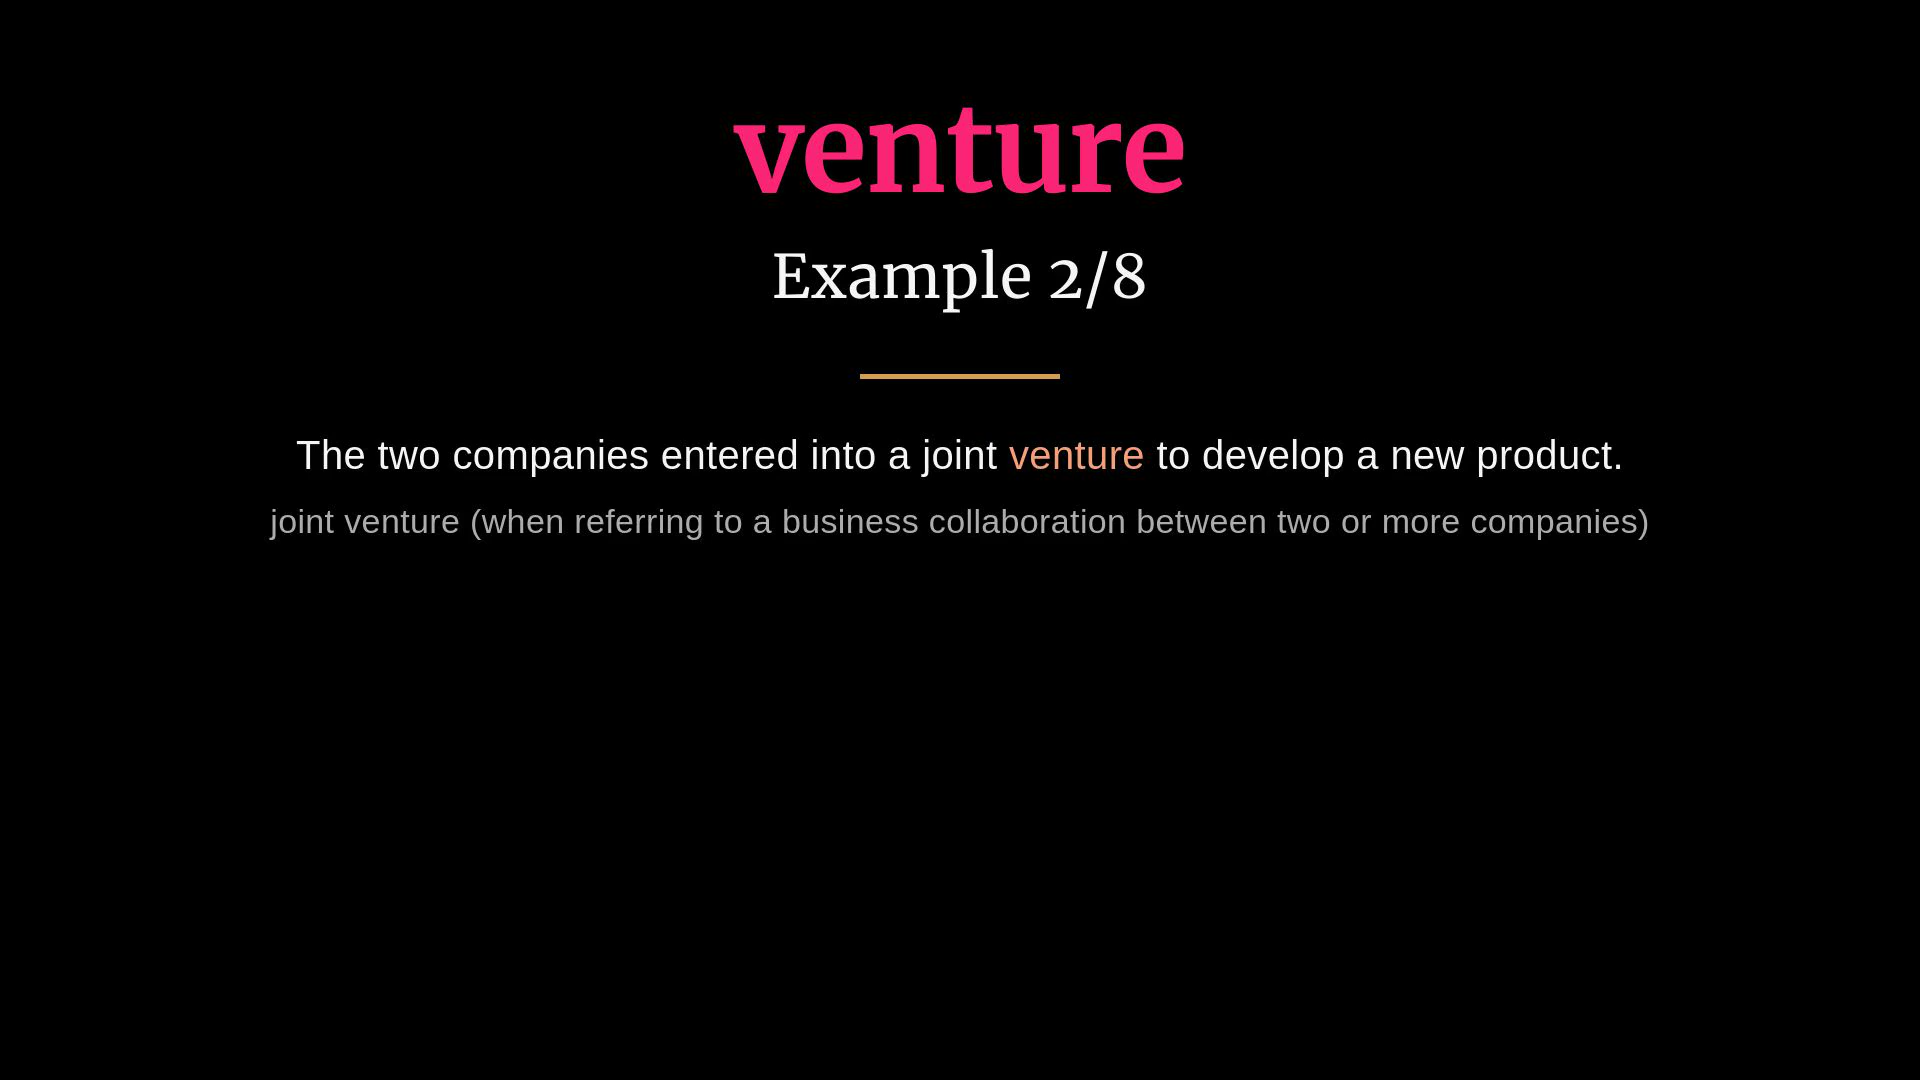 venture
Example 2/8
The two companies entered into a joint venture to develop a new product.
joint venture (when referring to a business collaboration between two or more companies)